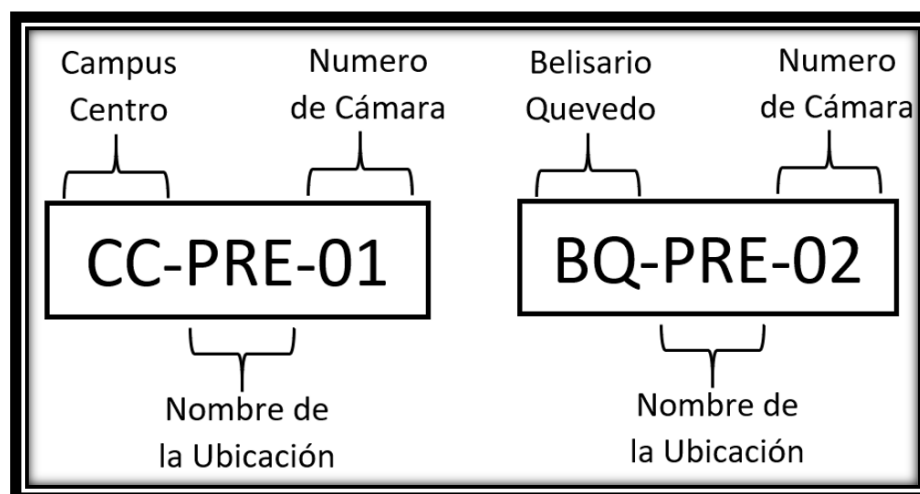 Campus
Centro
Numero
de Cámara
CC-PRE-01
Nombre de
la Ubicación
Belisario
Quevedo
Numero
de Cámara
BQ-PRE-02
Nombre de
la Ubicación